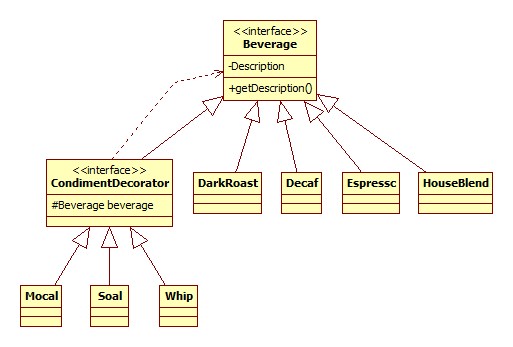 <<interface>>
Beverage
-Description
+getDescription()
<<interface>>
CondimentDecorator
#Beverage beverage
DarkRoast
Decaf
Espressc
HouseBlend
Mocal
Soal
Whip